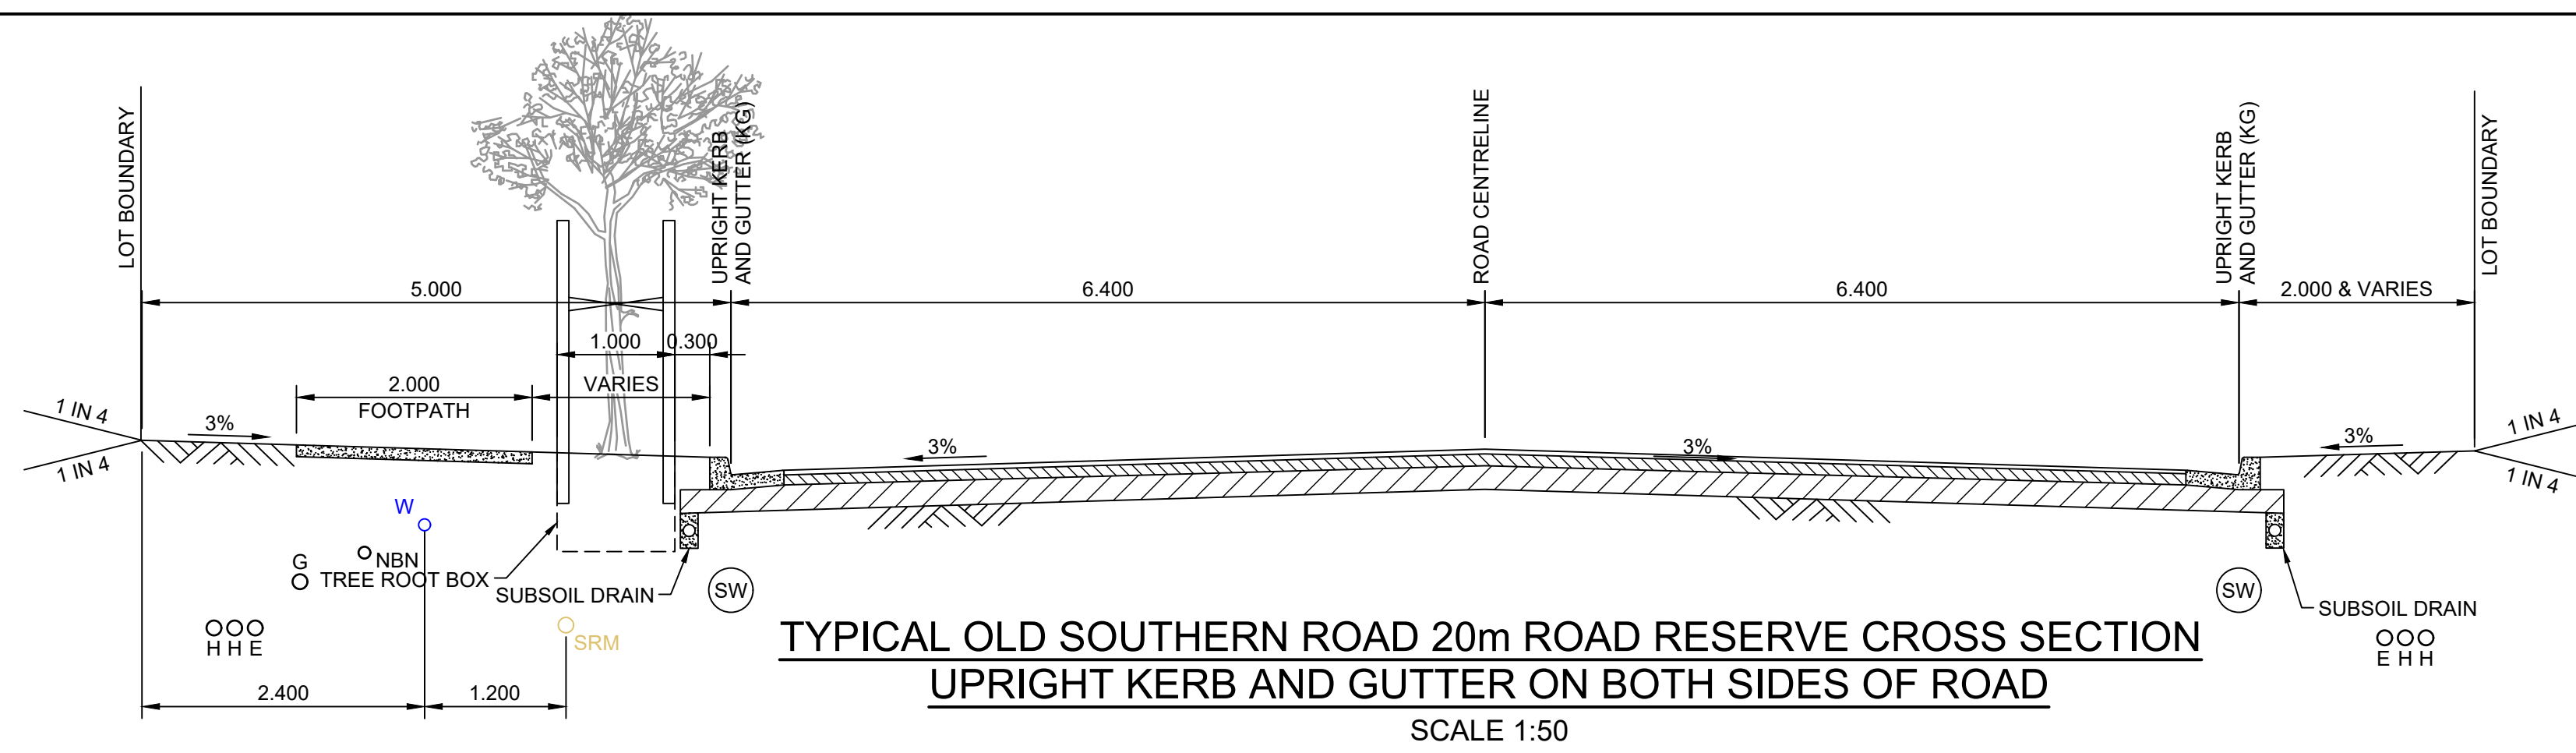 LOT BOUNDARY
UPRIGHT KERB
AND GUTTER (KG)
ROAD CENTRELINE
UPRIGHT KERB
AND GUTTER (KG)
LOT BOUNDARY
5.000
6.400
6.400
2.000 & VARIES
1.000
0.300
2.000
FOOTPATH
VARIES
1 IN 4
1 IN 4
3%
3%
3%
3%
1 IN 4
1 IN 4
W
NBN
G
TREE ROOT BOX
SUBSOIL DRAIN
SW
SW
SUBSOIL DRAIN
H H E
SRM
E H H
2.400
1.200
TYPICAL OLD SOUTHERN ROAD 20m ROAD RESERVE CROSS SECTION
UPRIGHT KERB AND GUTTER ON BOTH SIDES OF ROAD
SCALE 1:50